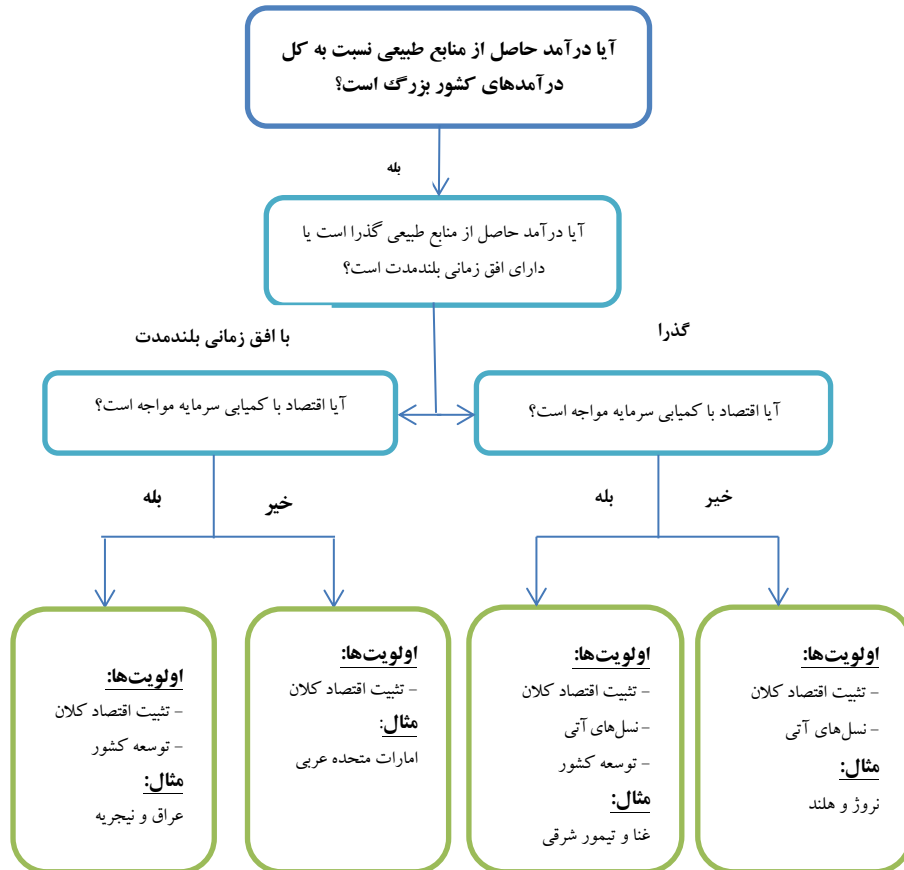 آیا درآمد حاصل از منابع طبیعی نسبت به کل
درآمدهای کشور بزرگ است؟
بله
آیا درآمد حاصل از منابع طبیعی گذرا است یا
دارای افق زمانی بلندمدت است؟
گذرا
با افق زمانی بلندمدت
آیا اقتصاد با کمیابی سرمایه مواجه است؟
آیا اقتصاد با کمیابی سرمایه مواجه است؟
خیر
بله
خیر
بله
اولویت‌ها:
- تثبیت اقتصاد کلان
- نسل‌های آتی
مثال:
نروژ و هلند
اولویت‌ها:
- تثبیت اقتصاد کلان
- نسل‌های آتی
- توسعه کشور
مثال:
غنا و تیمور شرقی
اولویت‌ها:
- تثبیت اقتصاد کلان
مثال:
امارات متحده عربی
اولویت‌ها:
- تثبیت اقتصاد کلان
- توسعه کشور
مثال:
عراق و نیجریه